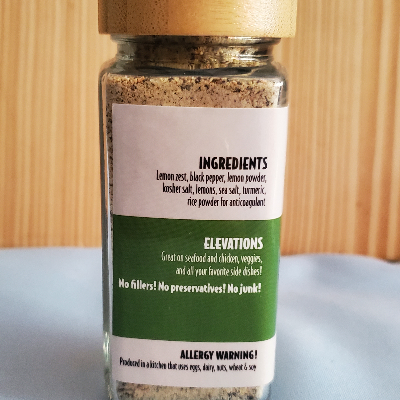 INGREDIENTS
Lemon zest, black pepper, lemon powder,
kosher salt, lemons, sea salt, turmeric,
rice powder for anticoagulant
ELEVATIONS
Great on seafood and chicken, veggies,
and all your favorite side dishes!
No fillers! No preservatives! No junk!
ALLERGY WARNING!
Produced in a kitchen that uses eggs, dairy, nuts, wheat & soy